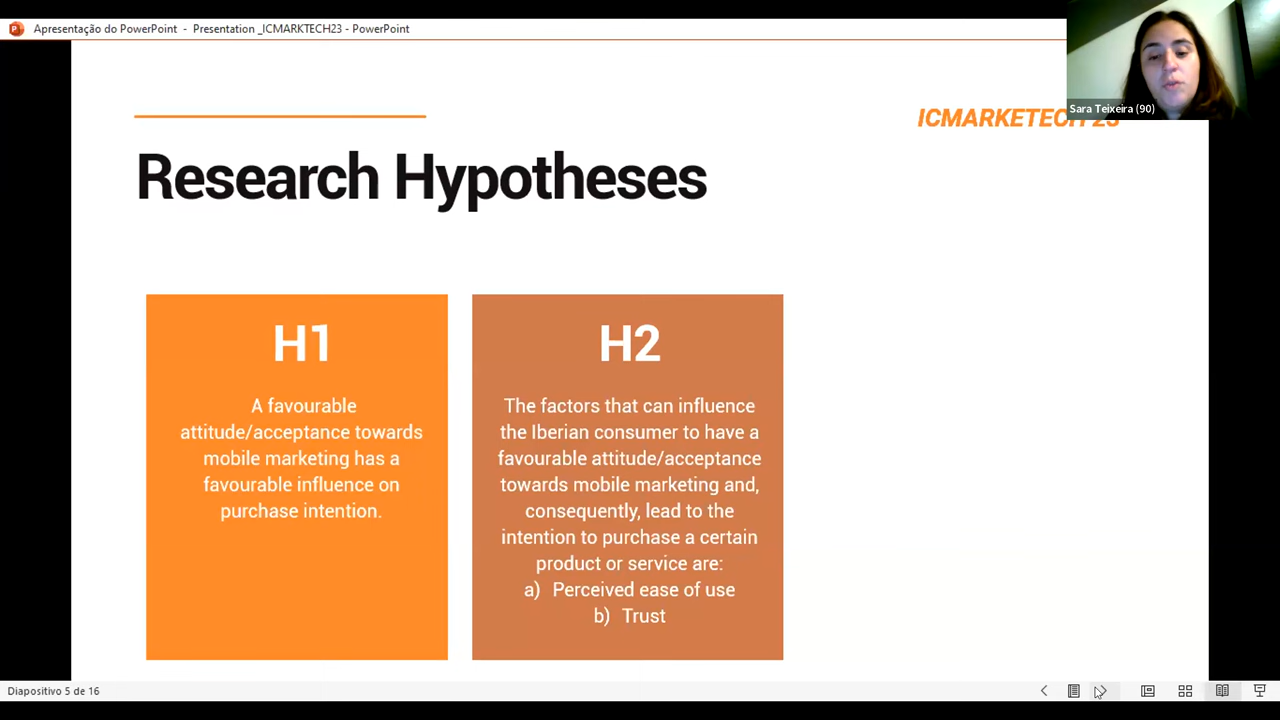 Apresentação do PowerPoint - Presentation _ICMARKTECH23 - PowerPoint
Sara Teixeira (90)
ICMARKETECH 23
Research Hypotheses
H1
A favourable
attitude/acceptance towards
mobile marketing has a
favourable influence on
purchase intention.
H2
The factors that can influence
the Iberian consumer to have a
favourable attitude/acceptance
towards mobile marketing and,
consequently, lead to the
intention to purchase a certain
product or service are:
a) Perceived ease of use
b) Trust
Diapositivo 5 de 16